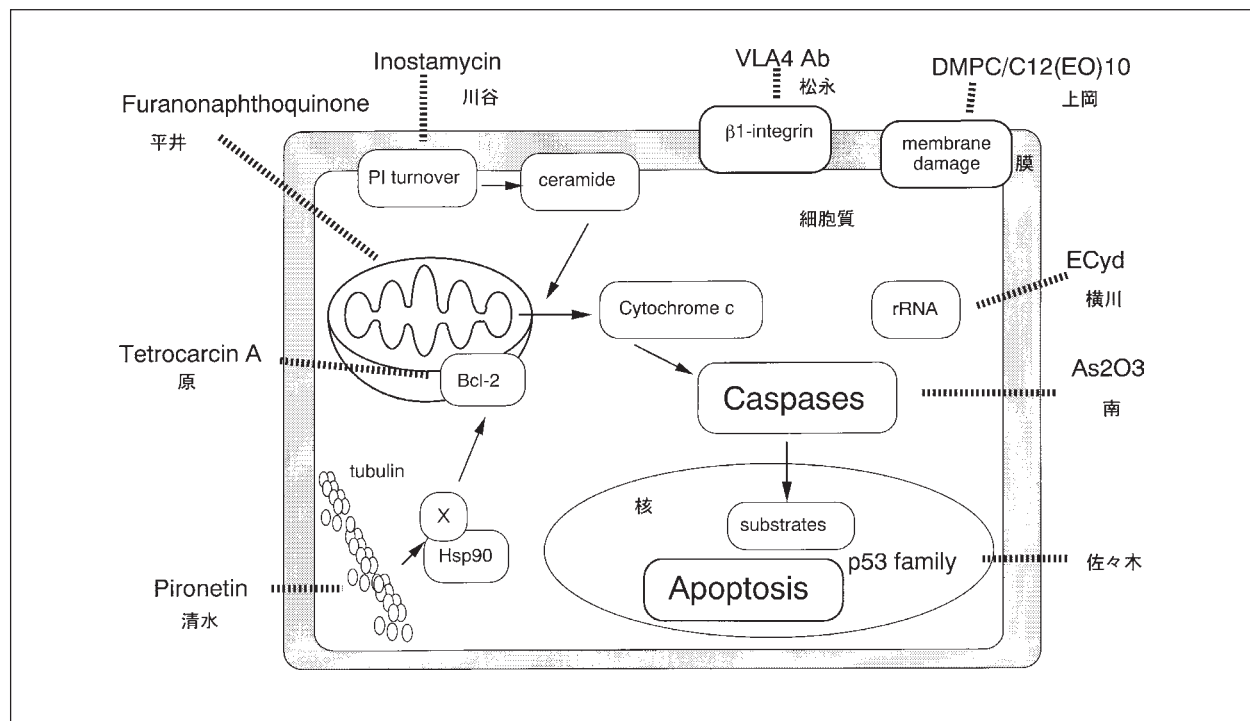 Inostamycin
川谷
VLA4 Ab
松永
DMPC/C12(EO)10
上岡
Furanonaphthoquinone
平井
β1-integrin
membrane
damage
膜
PI turnover
ceramide
細胞質
ECyd
横川
Cytochrome c
rRNA
Tetrocarcin A
原
Bcl-2
As2O3
南
Caspases
tubulin
核
X
Hsp90
substrates
p53 family
佐々木
Apoptosis
Pironetin
清水